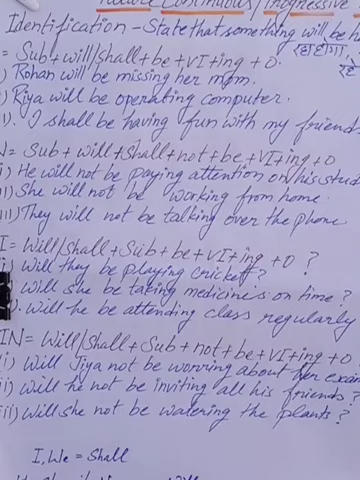 Future Continuous / Progressive
Identification - State that something will be h
= Sub + will/shall + be + VI + ing + O. रहा होगा,
) Rohan will be missing her mom. रहे
) Riya will be operating computer.
). I shall be having fun with my friend
N = Sub + will + shall + not + be + VI + ing + O
i) He will not be paying attention on his stud
ii) She will not be working from home.
iii) They will not be talking over the phone
I = Will/Shall + Sub + be + VI + ing + O ?
i) Will they be playing cricket?
) Will she be taking medicine's on time?
). Will he be attending class regularly
IN = Will/Shall + Sub + not + be + VI + ing + O
i) Will Jiya not be worring about her exam
ii) Will he not be inviting all his friends?
iii) Will she not be watering the plants?
I, We = Shall